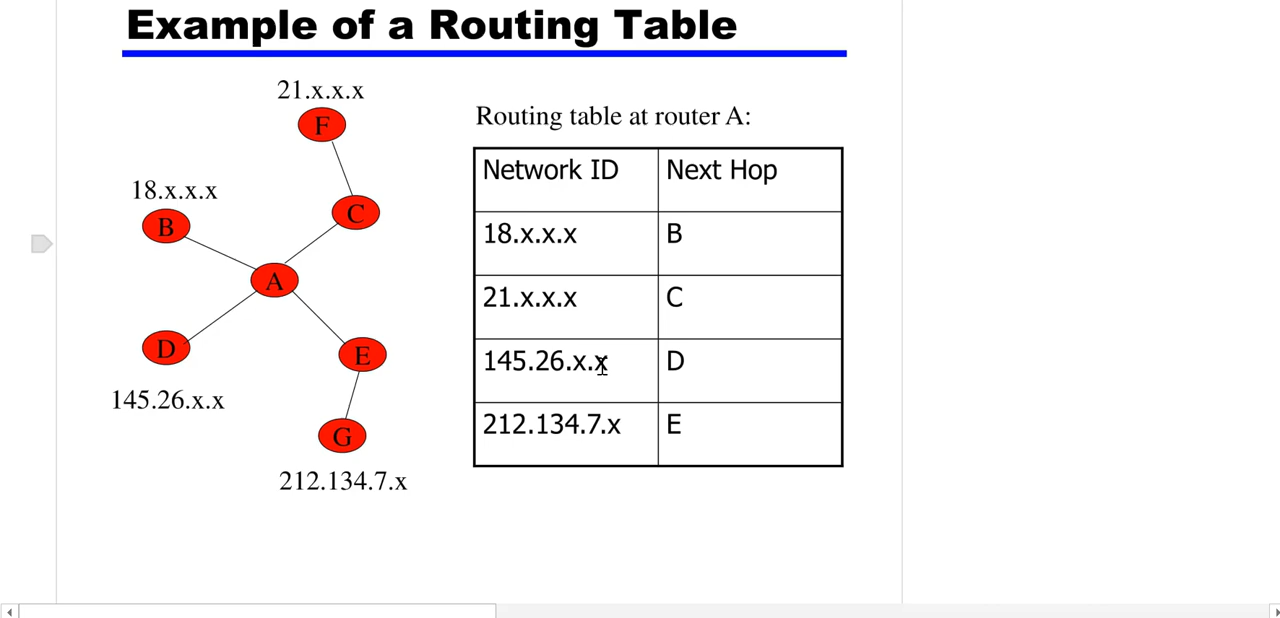 Example of a Routing Table
21.x.x.x
F
18.x.x.x
B
C
A
D
E
145.26.x.x
G
212.134.7.x
Routing table at router A:
Network ID Next Hop
18.x.x.x B
21.x.x.x C
145.26.x.x D
212.134.7.x E